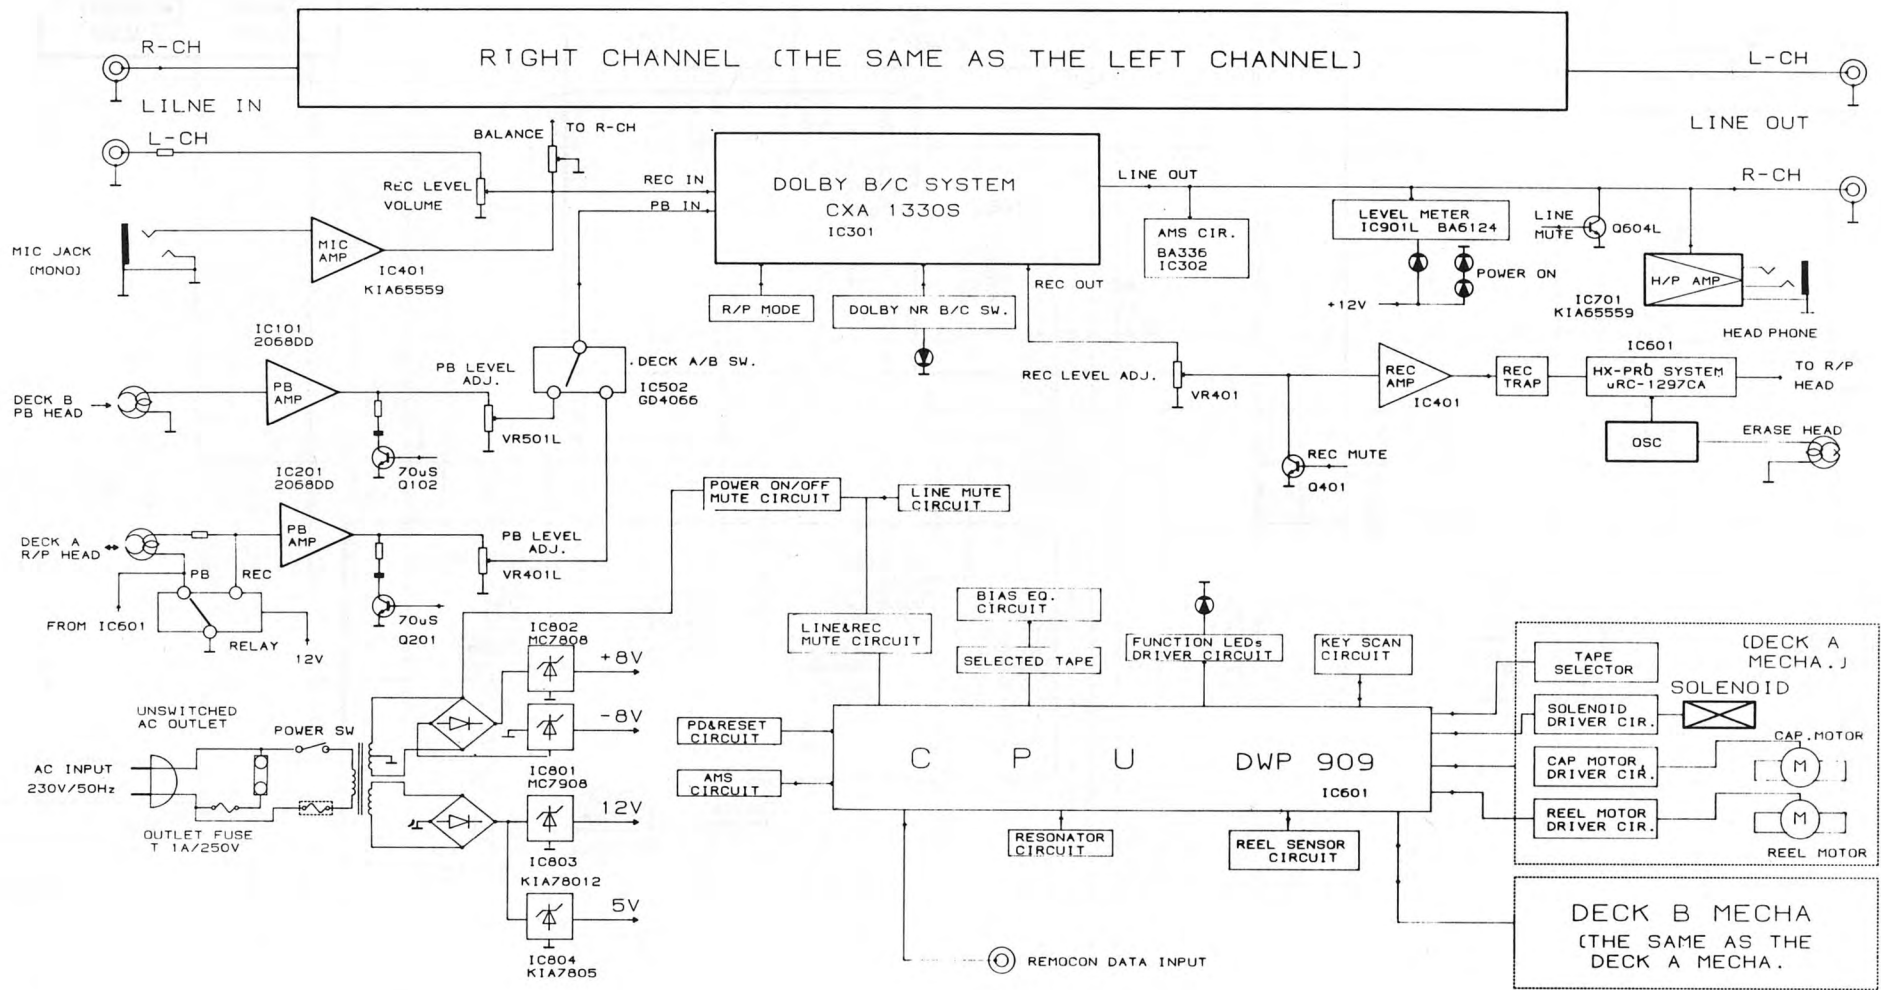 R-CH
RIGHT CHANNEL (THE SAME AS THE LEFT CHANNEL)
L-CH
LILNE IN
LINE OUT
L-CH
BALANCE
TO R-CH
REC LEVEL
VOLUME
REC IN
PB IN
DOLBY B/C SYSTEM
CXA 1330S
IC301
LINE OUT
R-CH
MIC JACK
(MONO)
MIC
AMP
IC401
KIA65559
AMS CIR.
BA336
IC302
LEVEL METER
IC901L BA6124
LINE
MUTE
Q604L
POWER ON
+12V
H/P AMP
IC701
KIA65559
HEAD PHONE
R/P MODE
DOLBY NR B/C SW.
REC OUT
IC101
2068DD
DECK B
PB HEAD
PB
AMP
PB LEVEL
ADJ.
DECK A/B SW.
IC502
GD4066
VR501L
70uS
Q102
REC LEVEL ADJ.
VR401
REC
AMP
IC401
REC
TRAP
IC601
HX-PRO SYSTEM
uRC-1297CA
TO R/P
HEAD
OSC
ERASE HEAD
REC MUTE
Q401
IC201
2068DD
DECK A
R/P HEAD
PB
AMP
PB LEVEL
ADJ.
VR401L
PB
REC
FROM IC601
RELAY
12V
70uS
Q201
POWER ON/OFF
MUTE CIRCUIT
LINE MUTE
CIRCUIT
LINE&REC
MUTE CIRCUIT
BIAS EQ.
CIRCUIT
SELECTED TAPE
FUNCTION LEDs
DRIVER CIRCUIT
KEY SCAN
CIRCUIT
IC802
MC7808
+8V
-8V
IC801
MC7908
12V
IC803
KIA78012
5V
IC804
KIA7805
UNSWITCHED
AC OUTLET
POWER SW
AC INPUT
230V/50Hz
OUTLET FUSE
T 1A/250V
PD&RESET
CIRCUIT
AMS
CIRCUIT
C P U DWP 909
IC601
RESONATOR
CIRCUIT
REEL SENSOR
CIRCUIT
REMOCON DATA INPUT
TAPE
SELECTOR
(DECK A
MECHA.)
SOLENOID
SOLENOID
DRIVER CIR.
CAP MOTOR
DRIVER CIR.
CAP.MOTOR
M
REEL MOTOR
DRIVER CIR.
M
REEL MOTOR
DECK B MECHA
(THE SAME AS THE
DECK A MECHA.